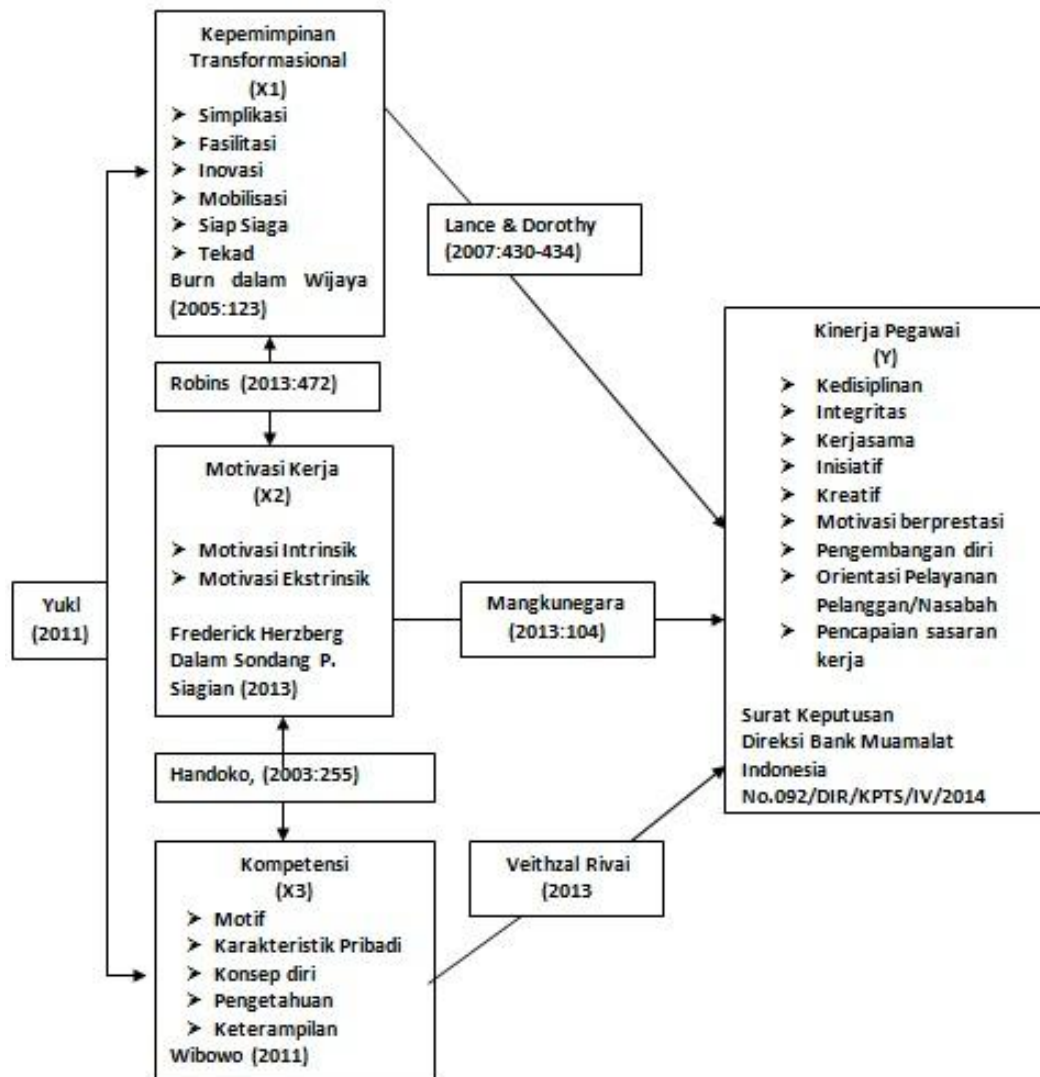 Kepemimpinan
Transformasional
(X1)
➤ Simplikasi
➤ Fasilitasi
➤ Inovasi
➤ Mobilisasi
➤ Siap Siaga
➤ Tekad
Burn dalam Wijaya
(2005:123)
Lance & Dorothy
(2007:430-434)
Robins (2013:472)
Motivasi Kerja
(X2)
➤ Motivasi Intrinsik
➤ Motivasi Ekstrinsik
Frederick Herzberg
Dalam Sondang P.
Siagian (2013)
Yukl
(2011)
Mangkunegara
(2013:104)
Kinerja Pegawai
(Y)
➤ Kedisiplinan
➤ Integritas
➤ Kerjasama
➤ Inisiatif
➤ Kreatif
➤ Motivasi berprestasi
➤ Pengembangan diri
➤ Orientasi Pelayanan
Pelanggan/Nasabah
➤ Pencapaian sasaran
kerja
Surat Keputusan
Direksi Bank Muamalat
Indonesia
No.092/DIR/KPTS/IV/2014
Handoko, (2003:255)
Kompetensi
(X3)
➤ Motif
➤ Karakteristik Pribadi
➤ Konsep diri
➤ Pengetahuan
➤ Keterampilan
Wibowo (2011)
Veithzal Rivai
(2013